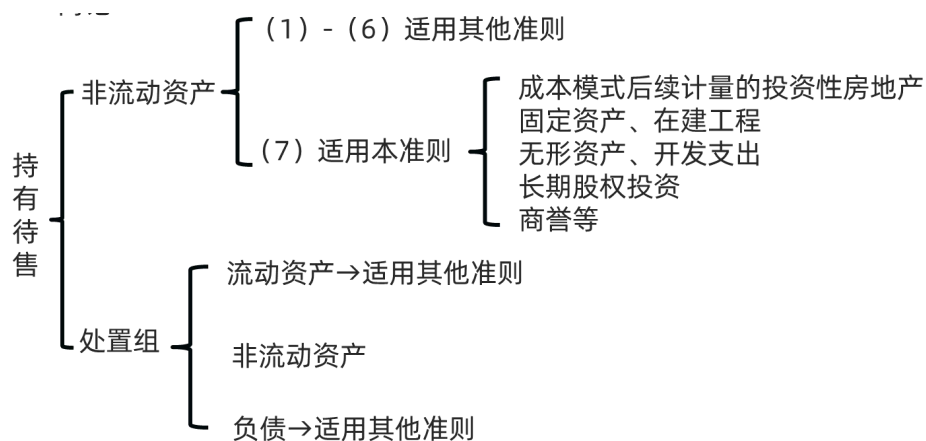 （1）-（6）适用其他准则
非流动资产
成本模式后续计量的投资性房地产
固定资产、在建工程
（7）适用本准则
无形资产、开发支出
长期股权投资
商誉等
持有待售
流动资产→适用其他准则
处置组
非流动资产
负债→适用其他准则